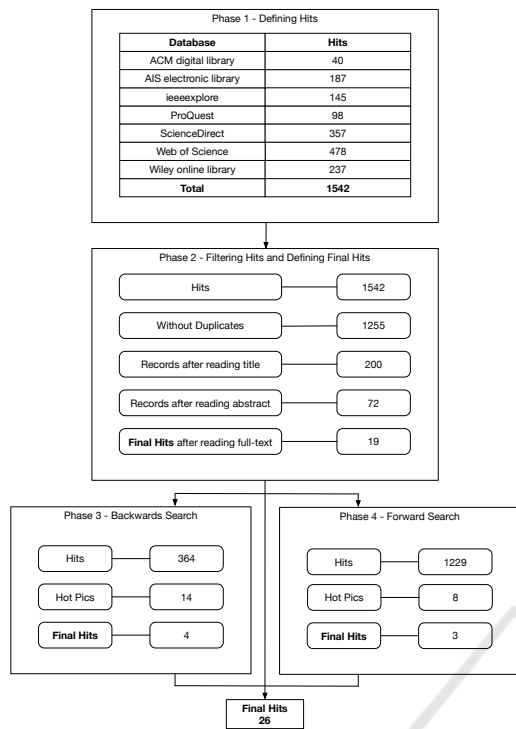 Phase 1 - Defining Hits
Database Hits
ACM digital library 40
AIS electronic library 187
ieeeexplore 145
ProQuest 98
ScienceDirect 357
Web of Science 478
Wiley online library 237
Total 1542
Phase 2 - Filtering Hits and Defining Final Hits
Hits 1542
Without Duplicates 1255
Records after reading title 200
Records after reading abstract 72
Final Hits after reading full-text 19
Phase 3 - Backwards Search
Hits 364
Hot Pics 14
Final Hits 4
Phase 4 - Forward Search
Hits 1229
Hot Pics 8
Final Hits 3
Final Hits
26